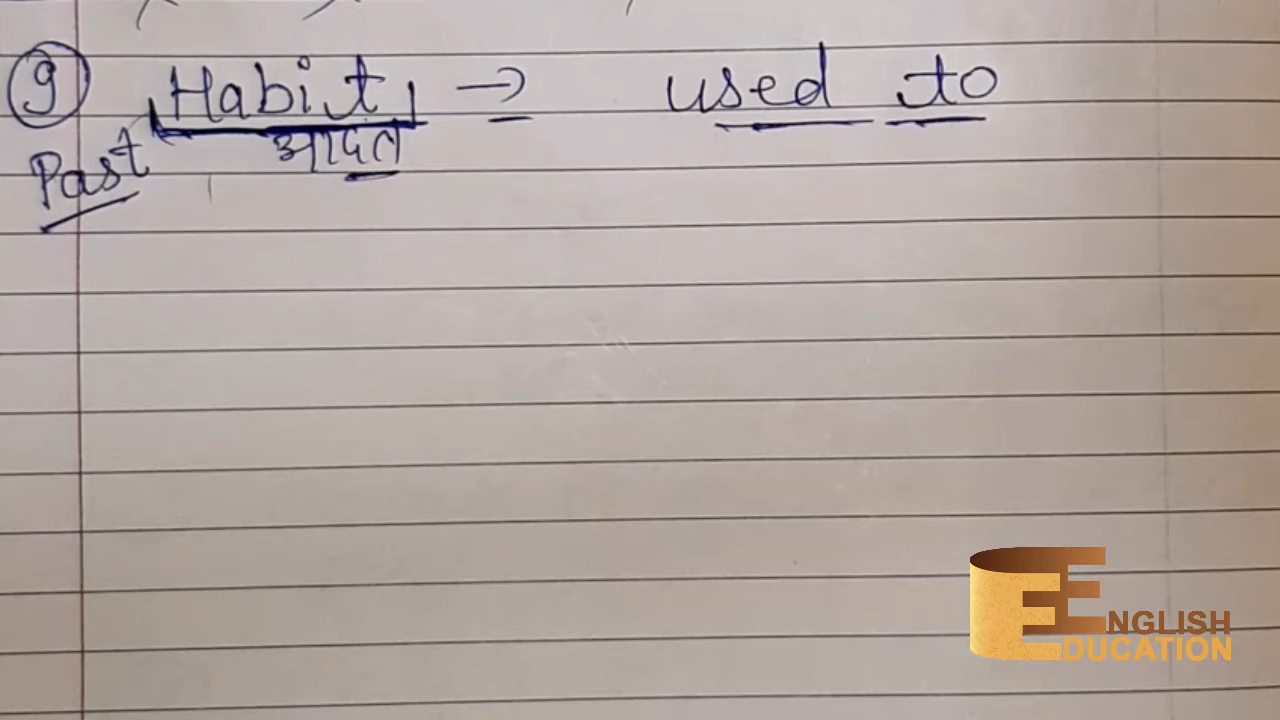 9 Habit → used to
Past आदत
ENGLISH
EDUCATION